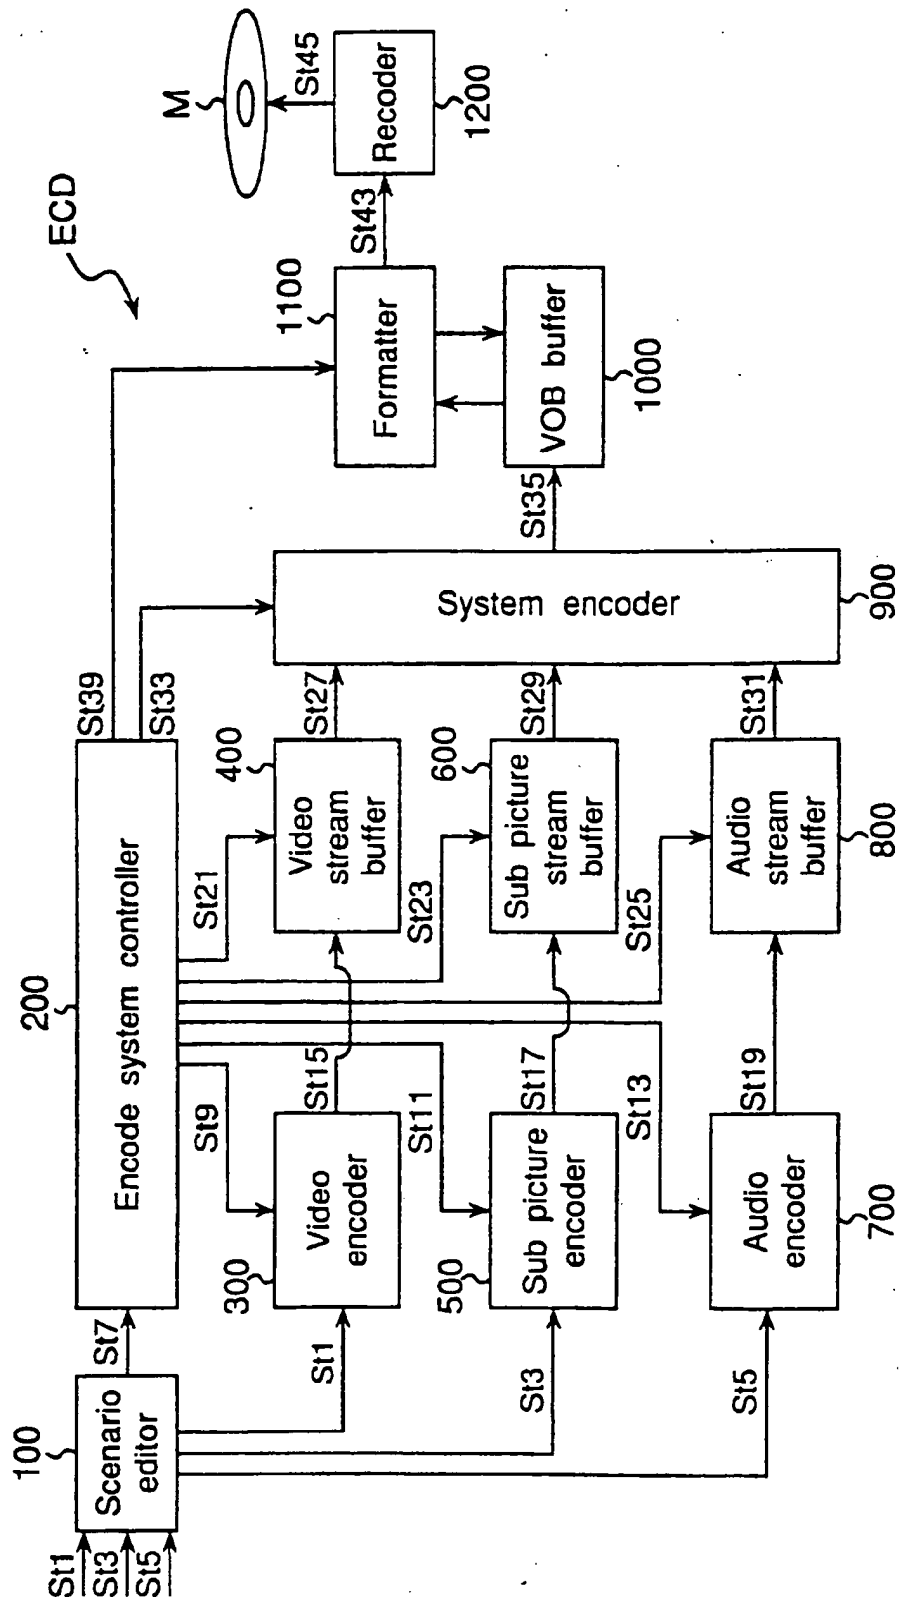 ECD
M
St45
Recoder
1200
St43
1100
Formatter
VOB buffer
1000
St35
St39
St33
System encoder
900
St27
St29
St31
200
Encode system controller
St21
St23
St25
400
Video
stream
buffer
600
Sub picture
stream
buffer
Audio
stream
buffer
800
St9
St11
St13
St15
St17
St19
300
Video
encoder
500
Sub picture
encoder
Audio
encoder
700
St7
St1
St3
St5
100
Scenario
editor
St1
St3
St5